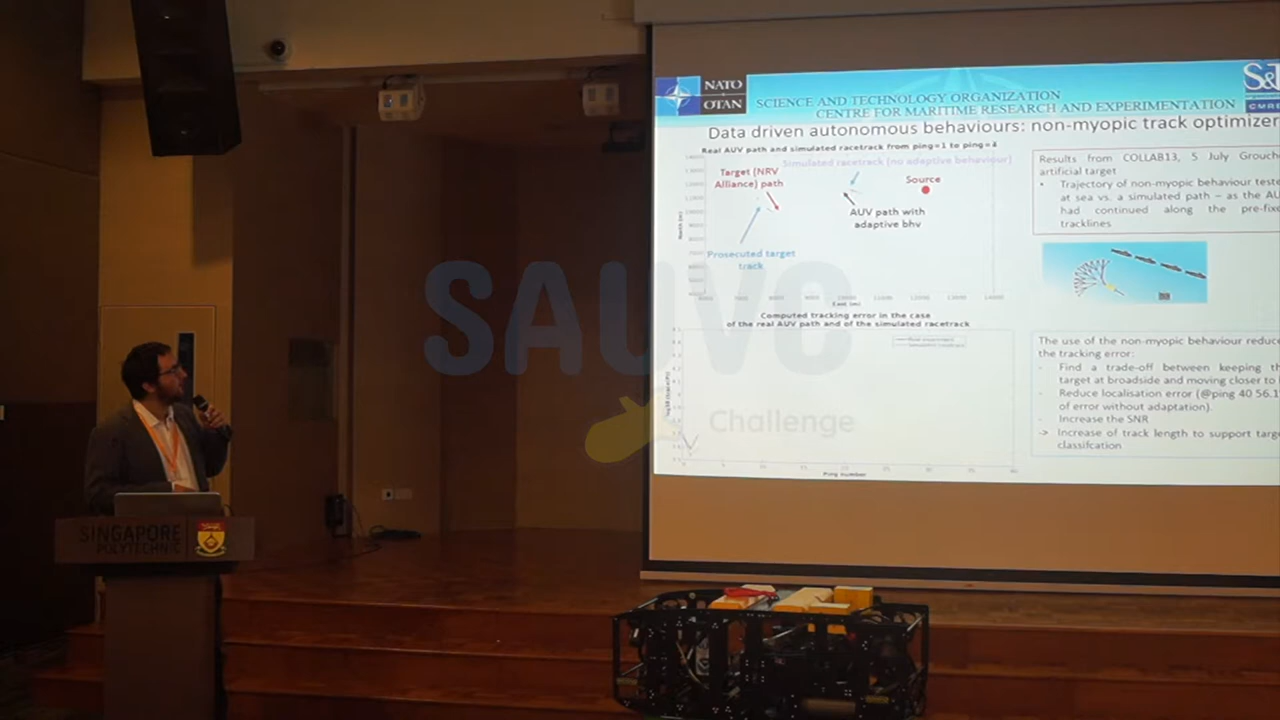 NATO
OTAN
SCIENCE AND TECHNOLOGY ORGANIZATION
CENTRE FOR MARITIME RESEARCH AND EXPERIMENTATION
CMRE
Data driven autonomous behaviours: non-myopic track optimizer
Real AUV path and simulated racetrack from ping=1 to ping=4
Simulated racetrack (no adaptive behaviour)
Target (NRV
Alliance) path
Source
AUV path with
adaptive bhv
Prosecuted target
track
Computed tracking error in the case
of the real AUV path and of the simulated racetrack
Ping number
Results from COLLAB13, 5 July Grouch
artificial target
• Trajectory of non-myopic behaviour teste
at sea vs. a simulated path – as the AU
had continued along the pre-fixe
tracklines
The use of the non-myopic behaviour reduce
the tracking error:
- Find a trade-off between keeping th
target at broadside and moving closer to
- Reduce localisation error (@ping 40 56.1
of error without adaptation).
- Increase the SNR
-> Increase of track length to support targe
classifcation
SAUVC
Challenge
SINGAPORE
POLYTECHNIC